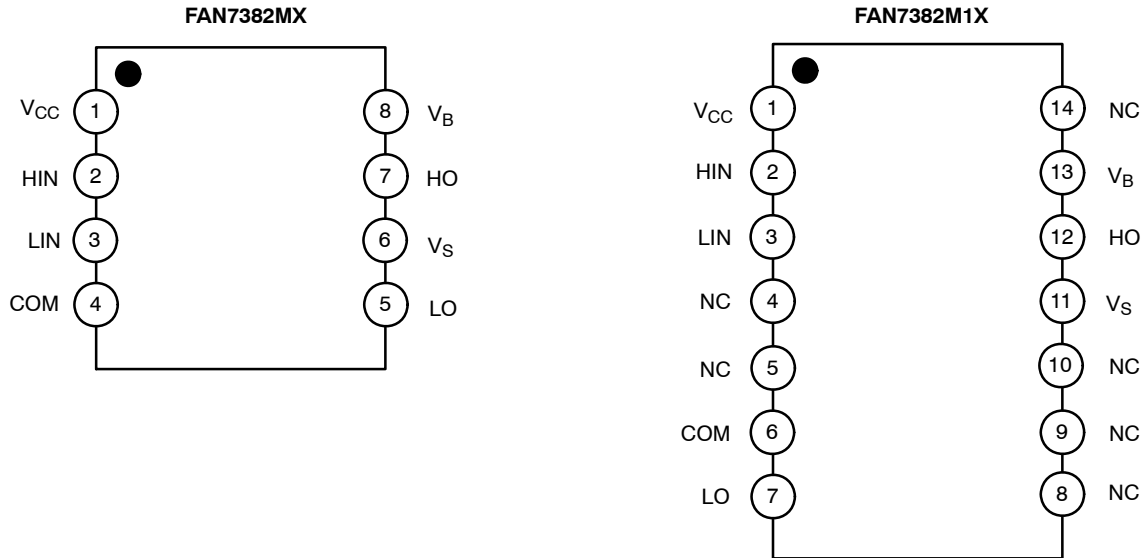 FAN7382MX
VCC 1 8 VB
HIN 2 7 HO
LIN 3 6 VS
COM 4 5 LO
FAN7382M1X
VCC 1 14 NC
HIN 2 13 VB
LIN 3 12 HO
NC 4 11 VS
NC 5 10 NC
COM 6 9 NC
LO 7 8 NC